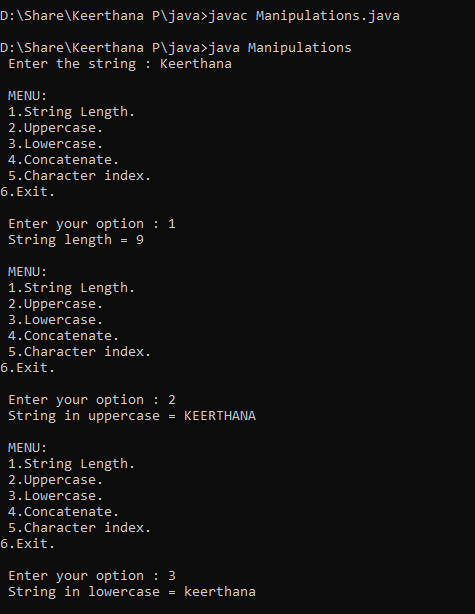 D:\Share\Keerthana P\java>javac Manipulations.java
D:\Share\Keerthana P\java>java Manipulations
Enter the string : Keerthana
MENU:
1.String Length.
2.Uppercase.
3.Lowercase.
4.Concatenate.
5.Character index.
6.Exit.
Enter your option : 1
String length = 9
MENU:
1.String Length.
2.Uppercase.
3.Lowercase.
4.Concatenate.
5.Character index.
6.Exit.
Enter your option : 2
String in uppercase = KEERTHANA
MENU:
1.String Length.
2.Uppercase.
3.Lowercase.
4.Concatenate.
5.Character index.
6.Exit.
Enter your option : 3
String in lowercase = keerthana